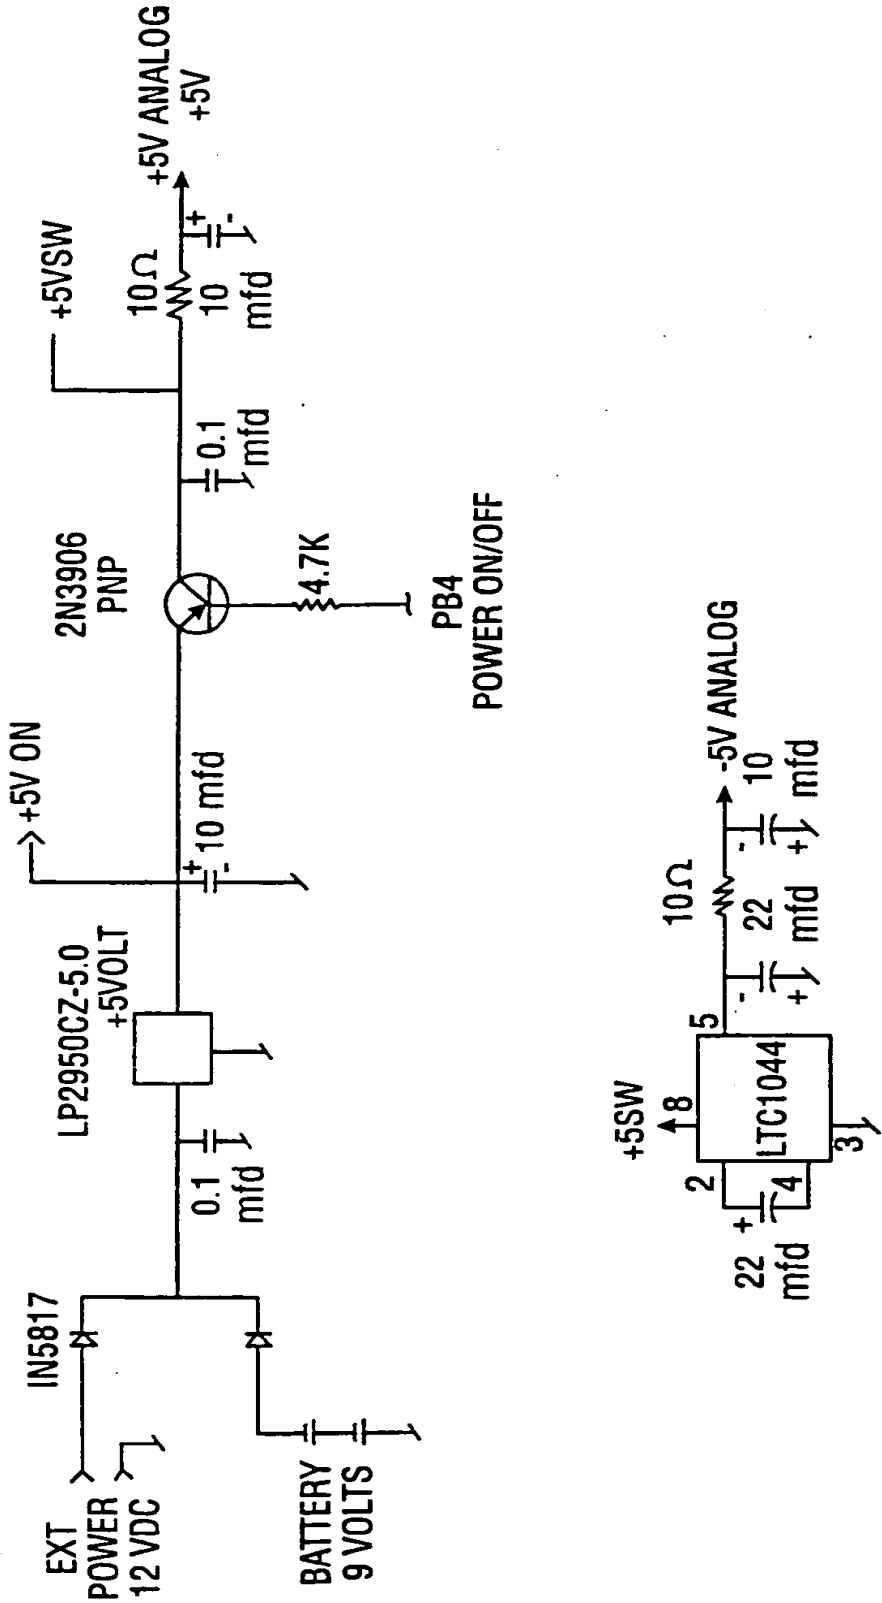 EXT
POWER
12 VDC
IN5817
BATTERY
9 VOLTS
0.1
mfd
LP2950CZ-5.0
+5VOLT
+5V ON
+
-
10 mfd
2N3906
PNP
4.7K
PB4
POWER ON/OFF
0.1
mfd
+5VSW
10Ω
10
mfd
+
-
+5V ANALOG
+5V
22
mfd
+
2
4
+5SW
8
LTC1044
3
5
-
+
22
mfd
10Ω
-
+
10
mfd
-5V ANALOG